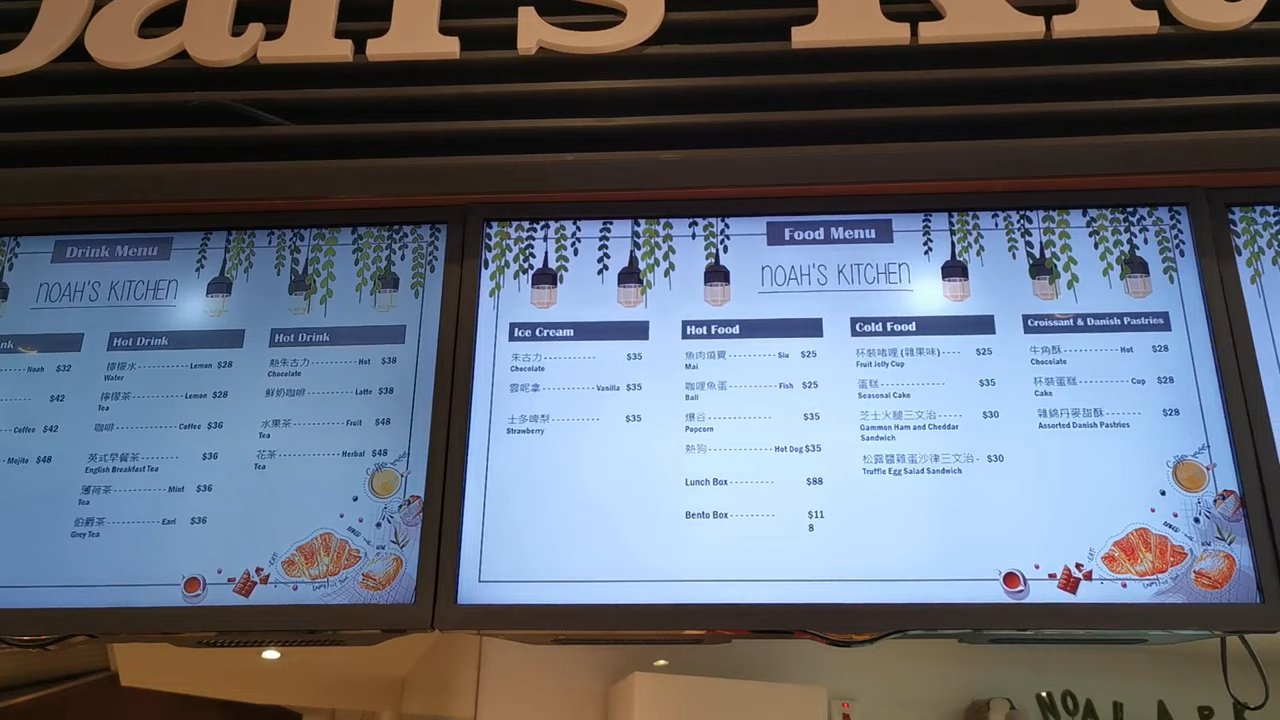 Drink Menu
NOAH'S KITCHEN
Noah $32
$42
Coffee $42
Mojito $48
Hot Drink
檸檬水 Lemon $28
Water
檸檬茶 Lemon $28
Tea
咖啡 Coffee $36
英式早餐茶 $36
English Breakfast Tea
薄荷茶 Mint $36
Tea
伯爵茶 Earl $36
Grey Tea
Hot Drink
熱朱古力 Hot $38
Chocolate
鮮奶咖啡 Latte $38
水果茶 Fruit $48
Tea
花茶 Herbal $48
Tea
Food Menu
NOAH'S KITCHEN
Ice Cream
朱古力 $35
Chocolate
雲呢拿 Vanilla $35
士多啤梨 $35
Strawberry
Hot Food
魚肉燒賣 Siu $25
Mai
咖哩魚蛋 Fish $25
Ball
爆谷 $35
Popcorn
熱狗 Hot Dog $35
Lunch Box $88
Bento Box $11
8
Cold Food
杯裝啫喱 (雜果味) $25
Fruit Jelly Cup
蛋糕 $35
Seasonal Cake
芝士火腿三文治 $30
Gammon Ham and Cheddar
Sandwich
松露醬雞蛋沙律三文治 $30
Truffle Egg Salad Sandwich
Croissant & Danish Pastries
牛角酥 Hot $28
Chocolate
杯裝蛋糕 Cup $28
Cake
雜錦丹麥甜酥 $28
Assorted Danish Pastries